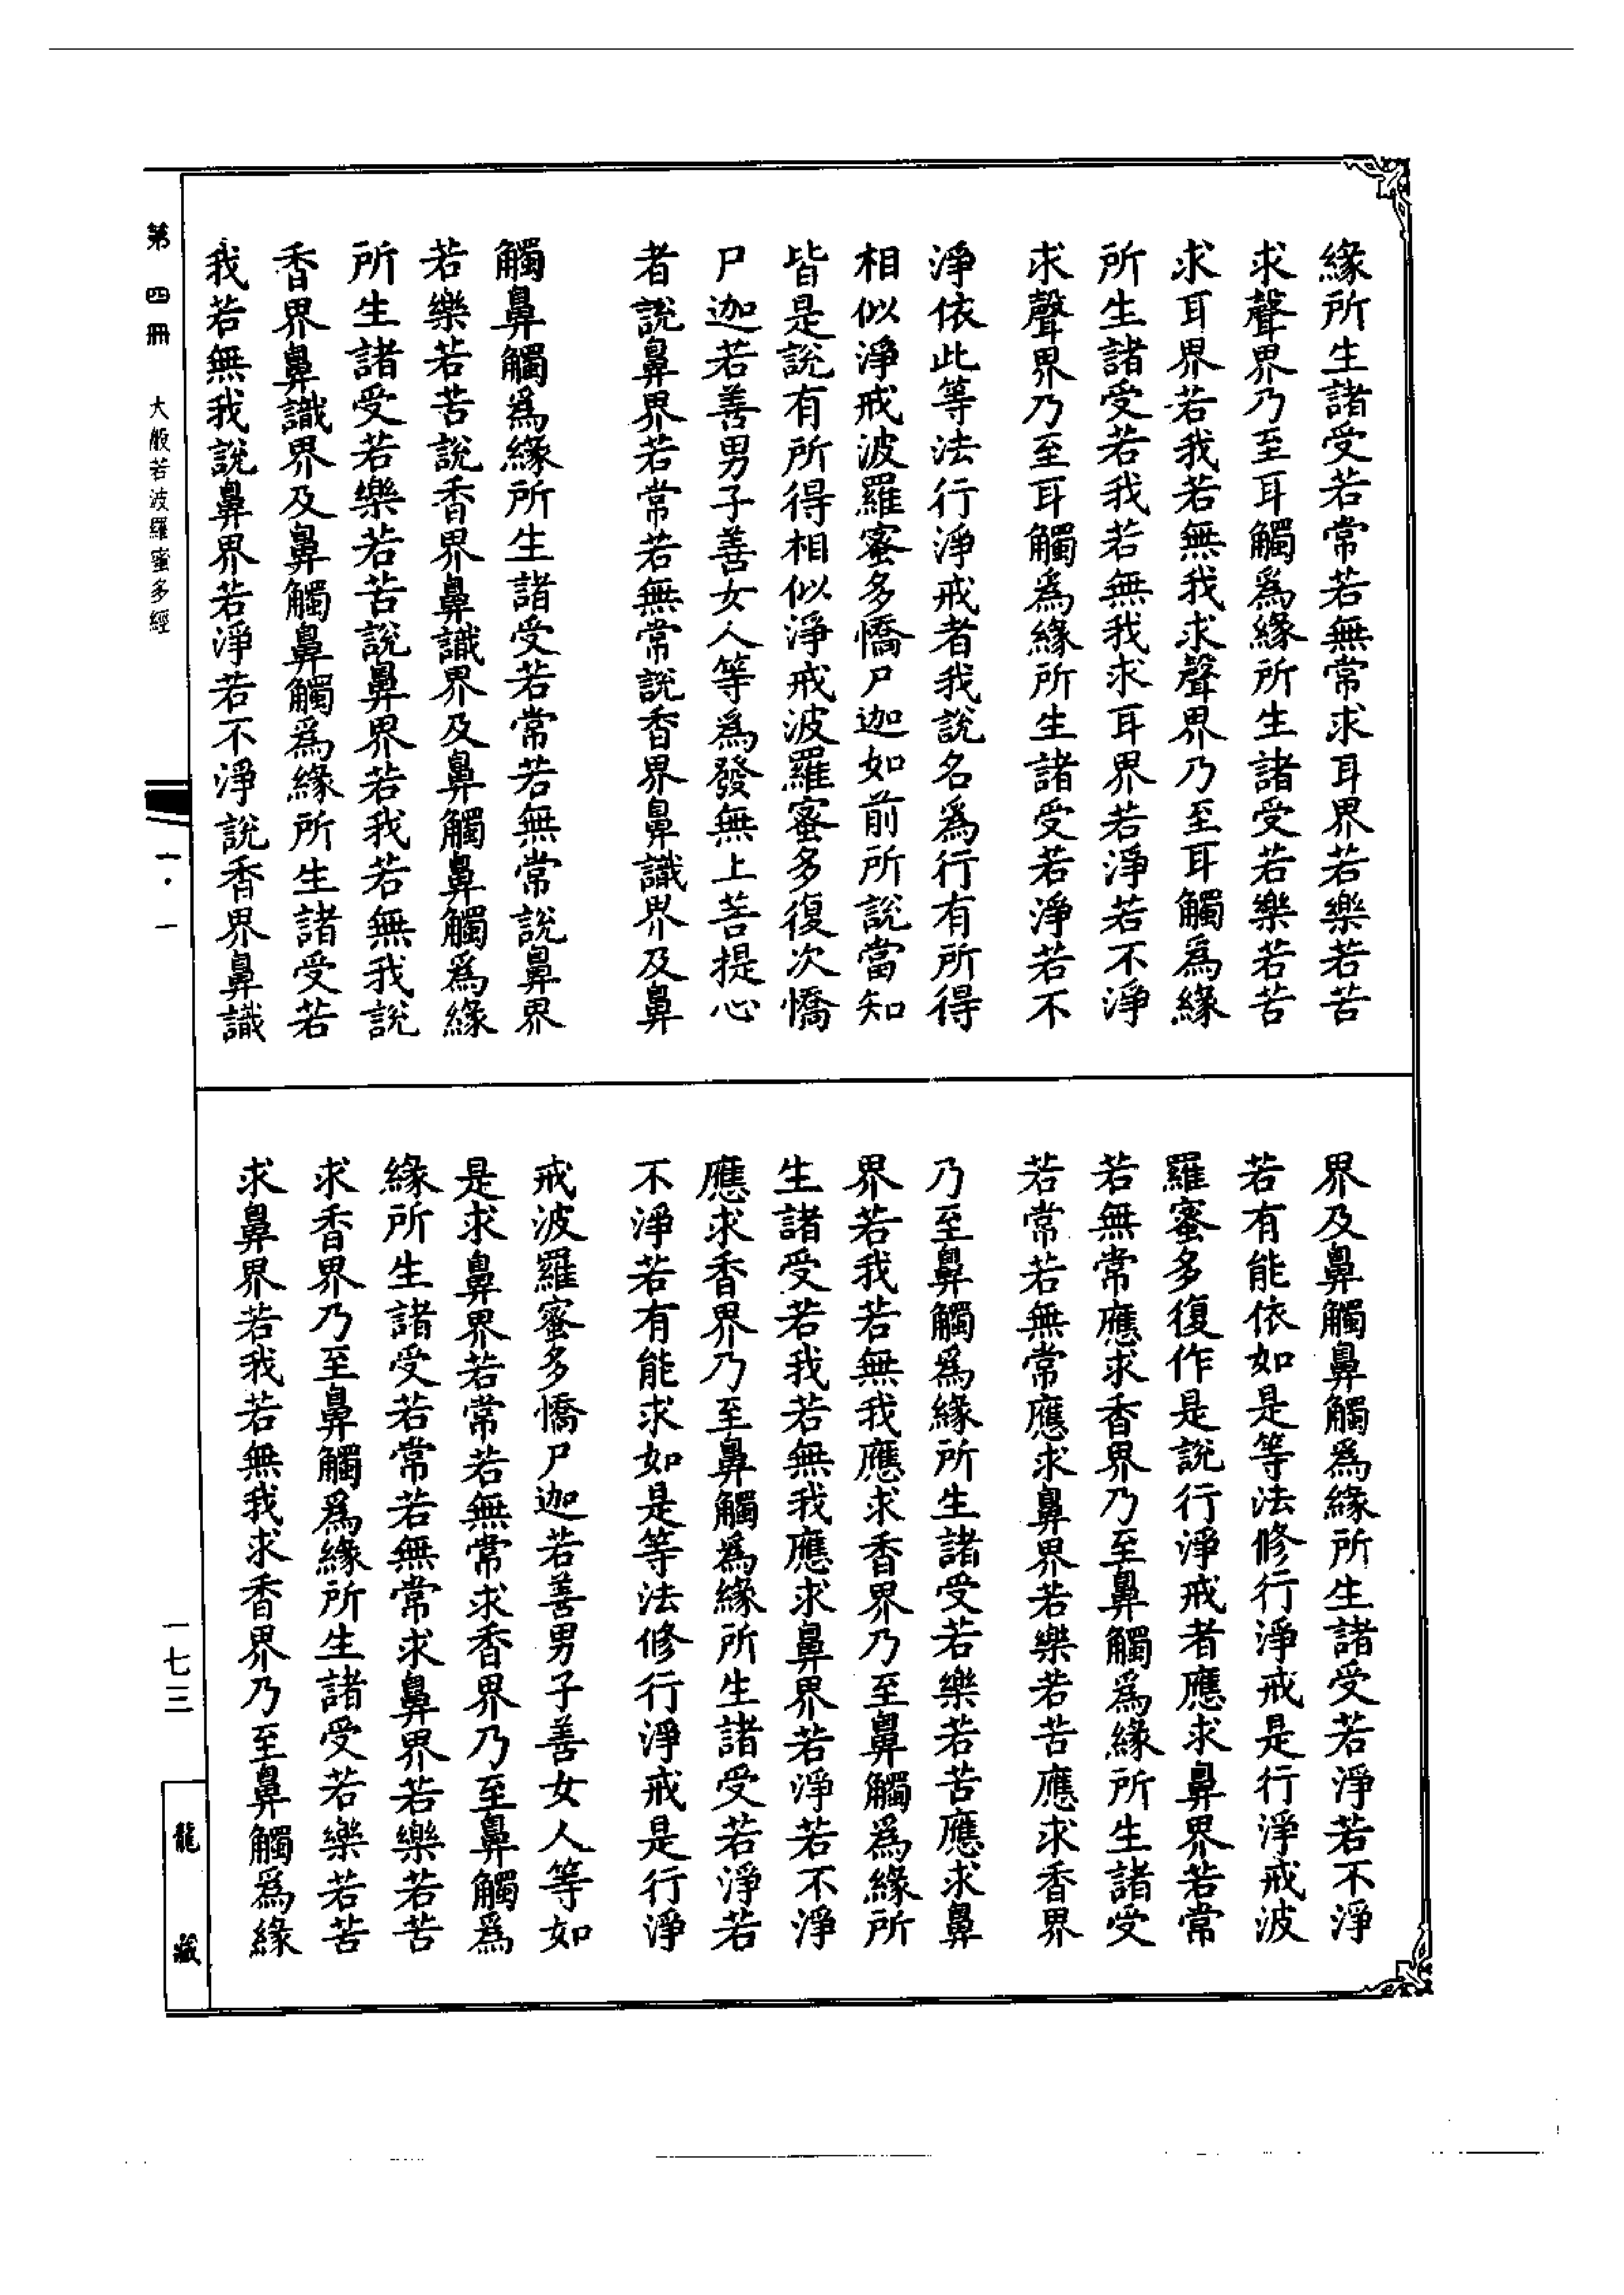 緣所生諸受若常若無常求耳界若樂若苦
求聲界乃至耳觸爲緣所生諸受若樂若苦
求耳界若我若無我求聲界乃至耳觸爲緣
所生諸受若我若無我求耳界若淨若不淨
求聲界乃至耳觸爲緣所生諸受若淨若不
淨依此等法行淨戒者我說名爲行有所得
相似淨戒波羅蜜多憍尸迦如前所說當知
皆是說有所得相似淨戒波羅蜜多復次憍
尸迦若善男子善女人等爲發無上菩提心
者說鼻界若常若無常說香界鼻識界及鼻
觸鼻觸爲緣所生諸受若常若無常說鼻界
若樂若苦說香界鼻識界及鼻觸鼻觸爲緣
所生諸受若樂若苦說鼻界若我若無我說
香界鼻識界及鼻觸鼻觸爲緣所生諸受若
我若無我說鼻界若淨若不淨說香界鼻識
界及鼻觸鼻觸爲緣所生諸受若淨若不淨
若有能依如是等法修行淨戒是行淨戒波
羅蜜多復作是說行淨戒者應求鼻界若常
若無常應求香界乃至鼻觸爲緣所生諸受
若常若無常應求鼻界若樂若苦應求香界
乃至鼻觸爲緣所生諸受若樂若苦應求鼻
界若我若無我應求香界乃至鼻觸爲緣所
生諸受若我若無我應求鼻界若淨若不淨
應求香界乃至鼻觸爲緣所生諸受若淨若
不淨若有能求如是等法修行淨戒是行淨
戒波羅蜜多憍尸迦若善男子善女人等如
是求鼻界若常若無常求香界乃至鼻觸爲
緣所生諸受若常若無常求鼻界若樂若苦
求香界乃至鼻觸爲緣所生諸受若樂若苦
求鼻界若我若無我求香界乃至鼻觸爲緣
第四冊 大般若波羅蜜多經 一·一
一七三
龍藏